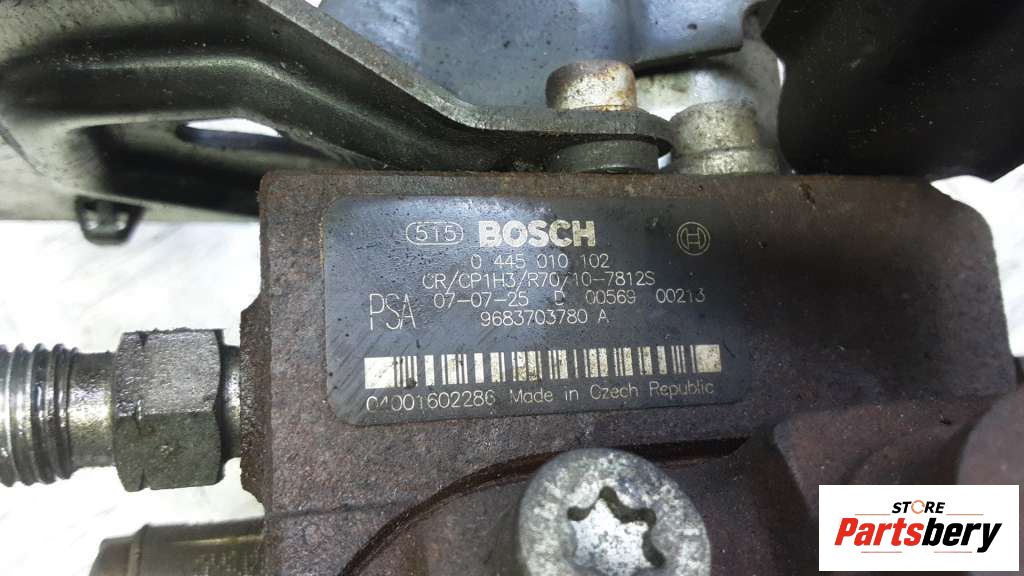 515 BOSCH
0 445 010 102
CR/CP1H3/R70/10-7812S
PSA 07-07-25 D 00569 00213
9683703780 A
04001602286 Made in Czech Republic
STORE
Partsbery